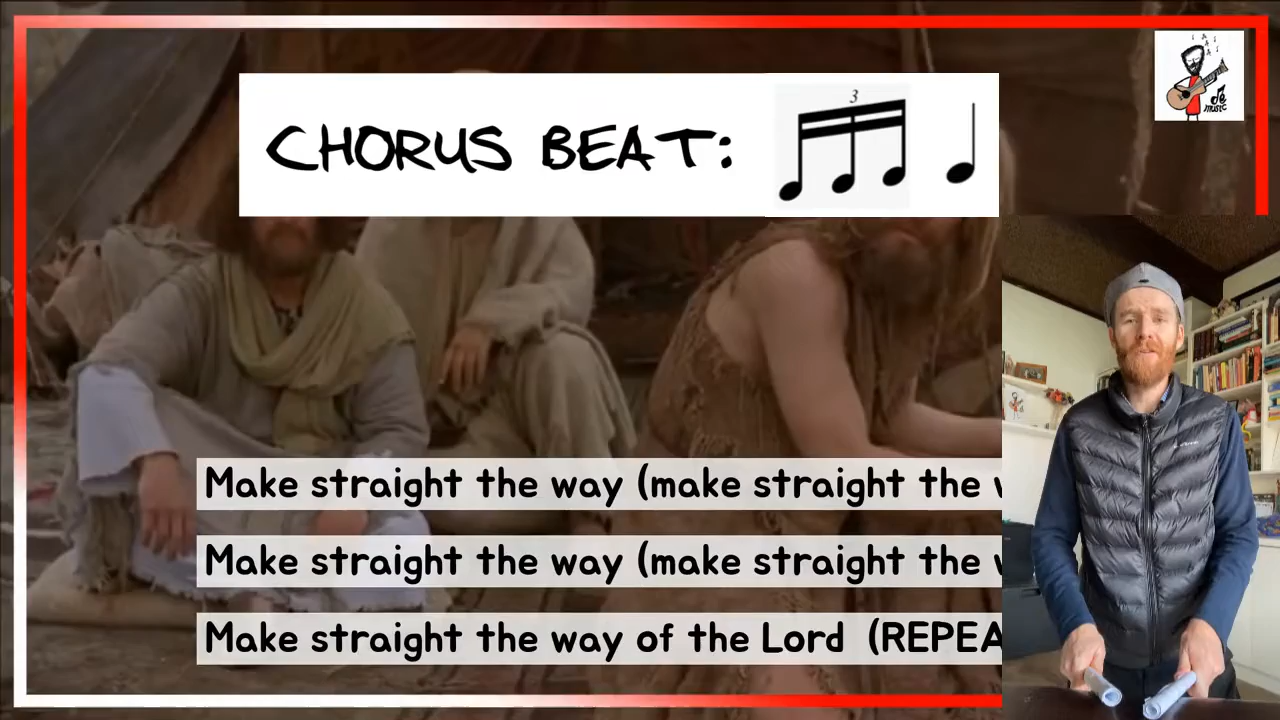 CHORUS BEAT:
3
Make straight the way (make straight the
Make straight the way (make straight the
Make straight the way of the Lord (REPEA